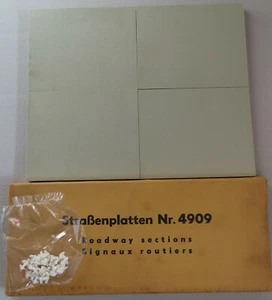 Straßenplatten Nr. 4909
Roadway sections
Signaux routiers